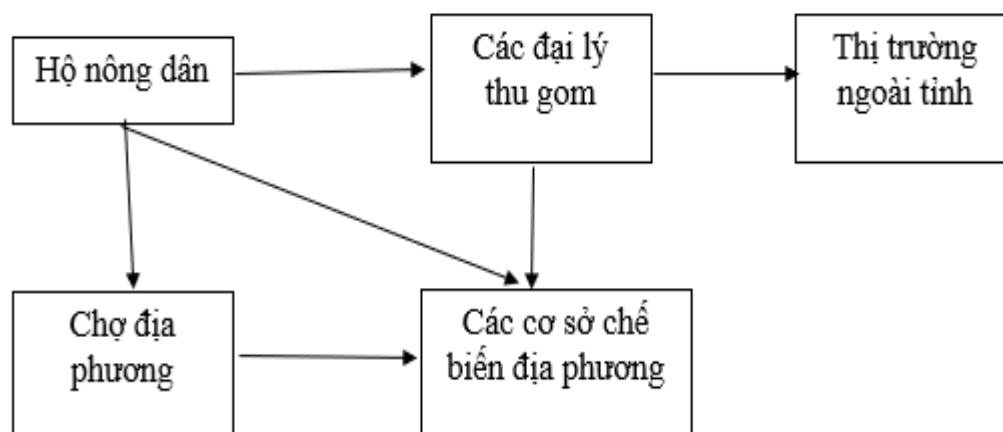 Hộ nông dân
Các đại lý
thu gom
Thị trường
ngoài tỉnh
Chợ địa
phương
Các cơ sở chế
biến địa phương